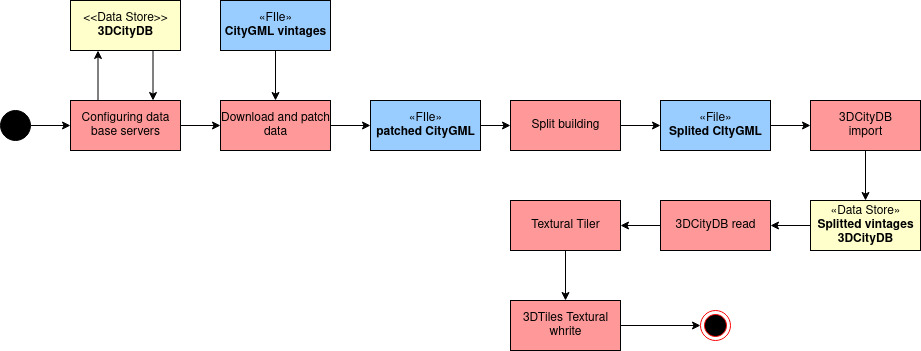 <<Data Store>>
3DCityDB
«FIle»
CityGML vintages
Configuring data
base servers
Download and patch
data
«FIle»
patched CityGML
Split building
«File»
Splited CItyGML
3DCityDB
import
Textural Tiler
3DCityDB read
«Data Store»
Splitted vintages
3DCityDB
3DTiles Textural
whrite